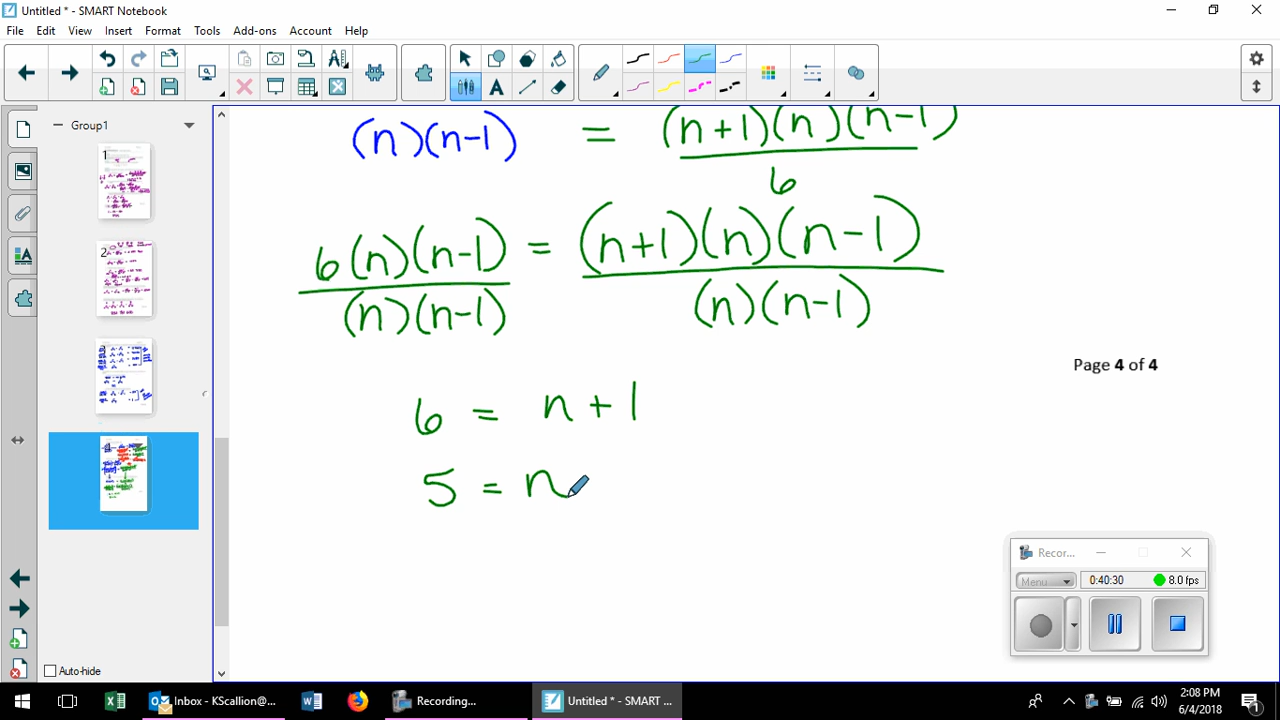 Untitled * - SMART Notebook
File Edit View Insert Format Tools Add-ons Account Help
Group1
1
2
(n)(n-1) = (n+1)(n)(n-1)
6
6(n)(n-1) = (n+1)(n)(n-1)
(n)(n-1) (n)(n-1)
Page 4 of 4
6 = n + 1
5 = n
Recor...
Menu 0:40:30 8.0 fps
Auto-hide
Inbox - KScallion@... Recording... Untitled * - SMART ...
2:08 PM
6/4/2018